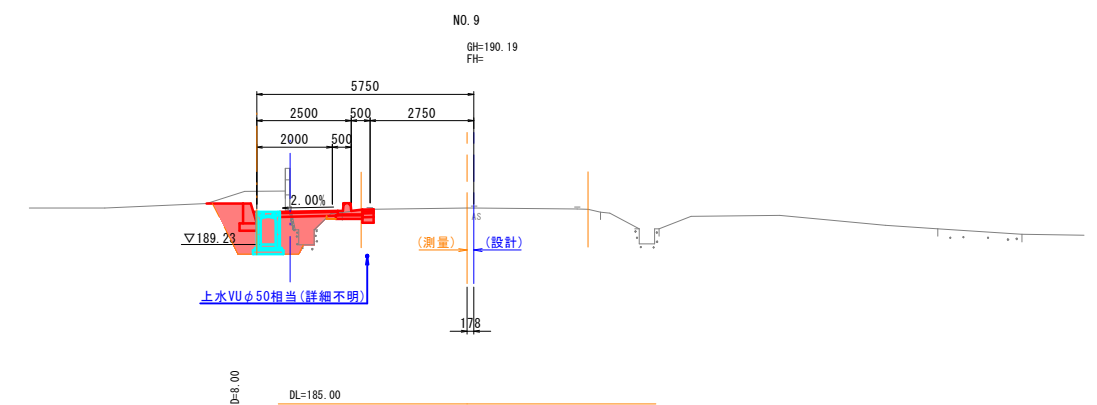 NO. 9
GH=190.19
FH=
5750
2500
500
2750
2000
500
2.00%
AS
▽189.23
(測量)
(設計)
上水VUφ50相当(詳細不明)
178
D=8.00
DL=185.00